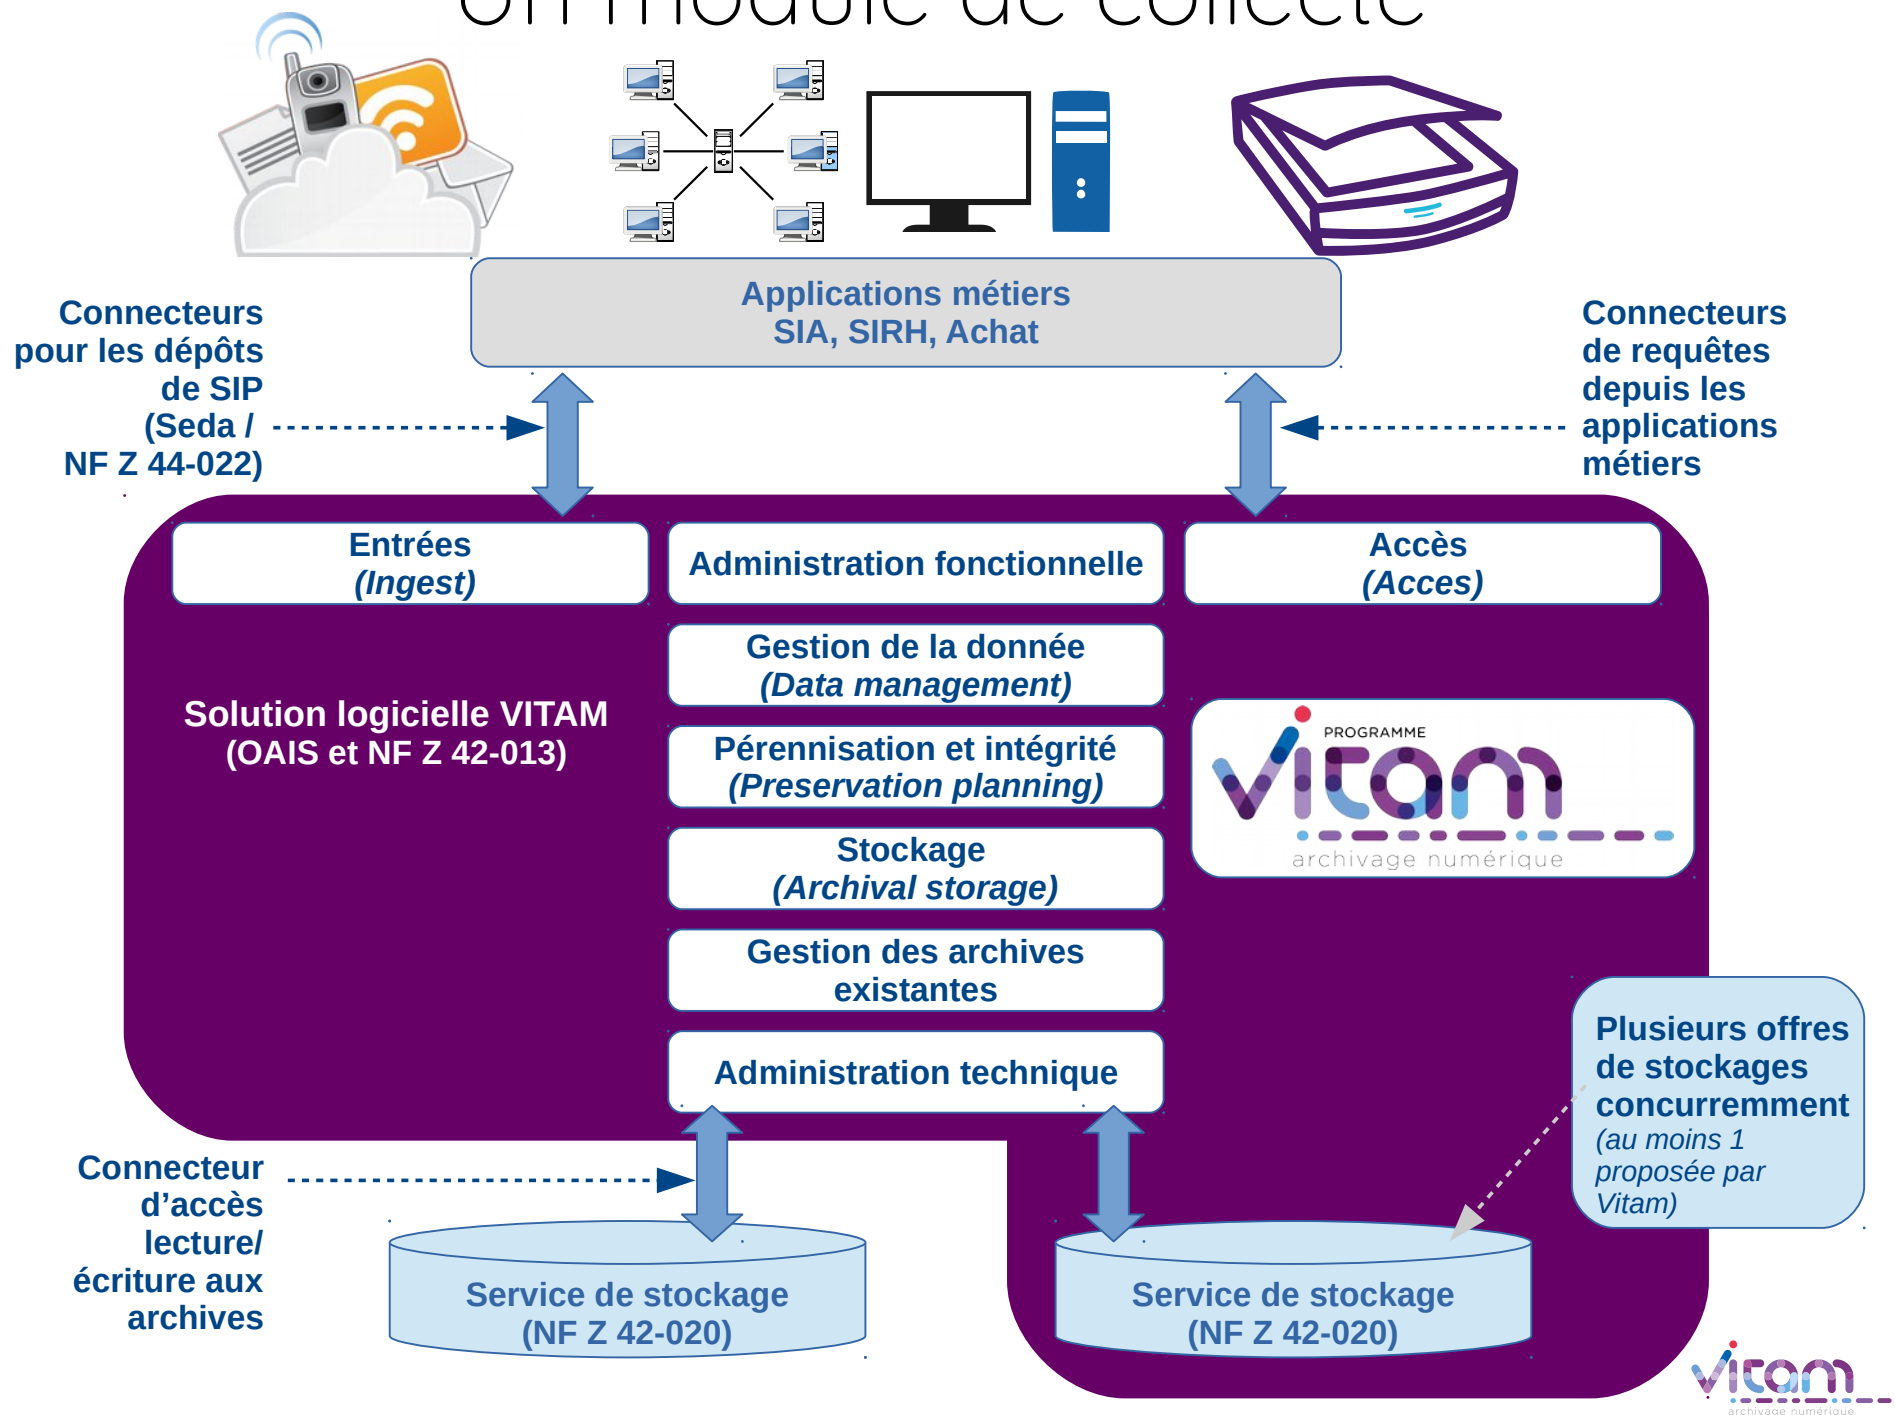 Un module de collecte
Applications métiers
SIA, SIRH, Achat
Connecteurs
pour les dépôts
de SIP
(Seda /
NF Z 44-022)
Connecteurs
de requêtes
depuis les
applications
métiers
Entrées
(Ingest)
Administration fonctionnelle
Accès
(Acces)
Gestion de la donnée
(Data management)
Solution logicielle VITAM
(OAIS et NF Z 42-013)
Pérennisation et intégrité
(Preservation planning)
PROGRAMME
vitam
archivage numérique
Stockage
(Archival storage)
Gestion des archives
existantes
Administration technique
Plusieurs offres
de stockages
concurremment
(au moins 1
proposée par
Vitam)
Connecteur
d’accès
lecture/
écriture aux
archives
Service de stockage
(NF Z 42-020)
Service de stockage
(NF Z 42-020)
vitam
archivage numérique